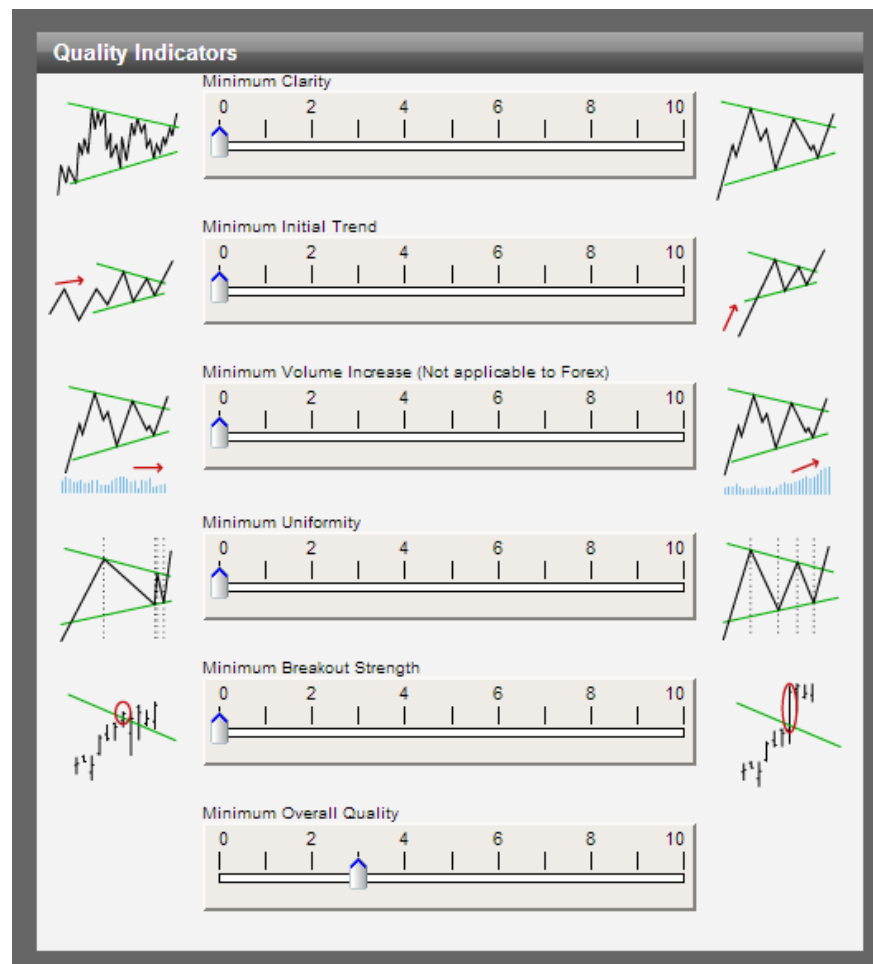 Quality Indicators
Minimum Clarity
0 2 4 6 8 10
Minimum Initial Trend
0 2 4 6 8 10
Minimum Volume Increase (Not applicable to Forex)
0 2 4 6 8 10
Minimum Uniformity
0 2 4 6 8 10
Minimum Breakout Strength
0 2 4 6 8 10
Minimum Overall Quality
0 2 4 6 8 10